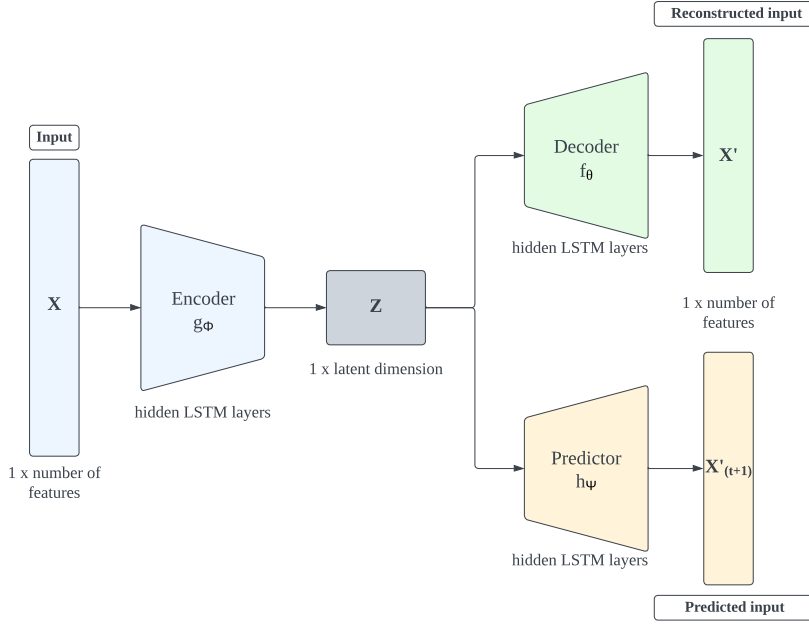 Reconstructed input
Input
X
1 x number of
features
Encoder
gΦ
hidden LSTM layers
Z
1 x latent dimension
Decoder
fθ
hidden LSTM layers
X'
1 x number of
features
Predictor
hΨ
hidden LSTM layers
X'(t+1)
Predicted input